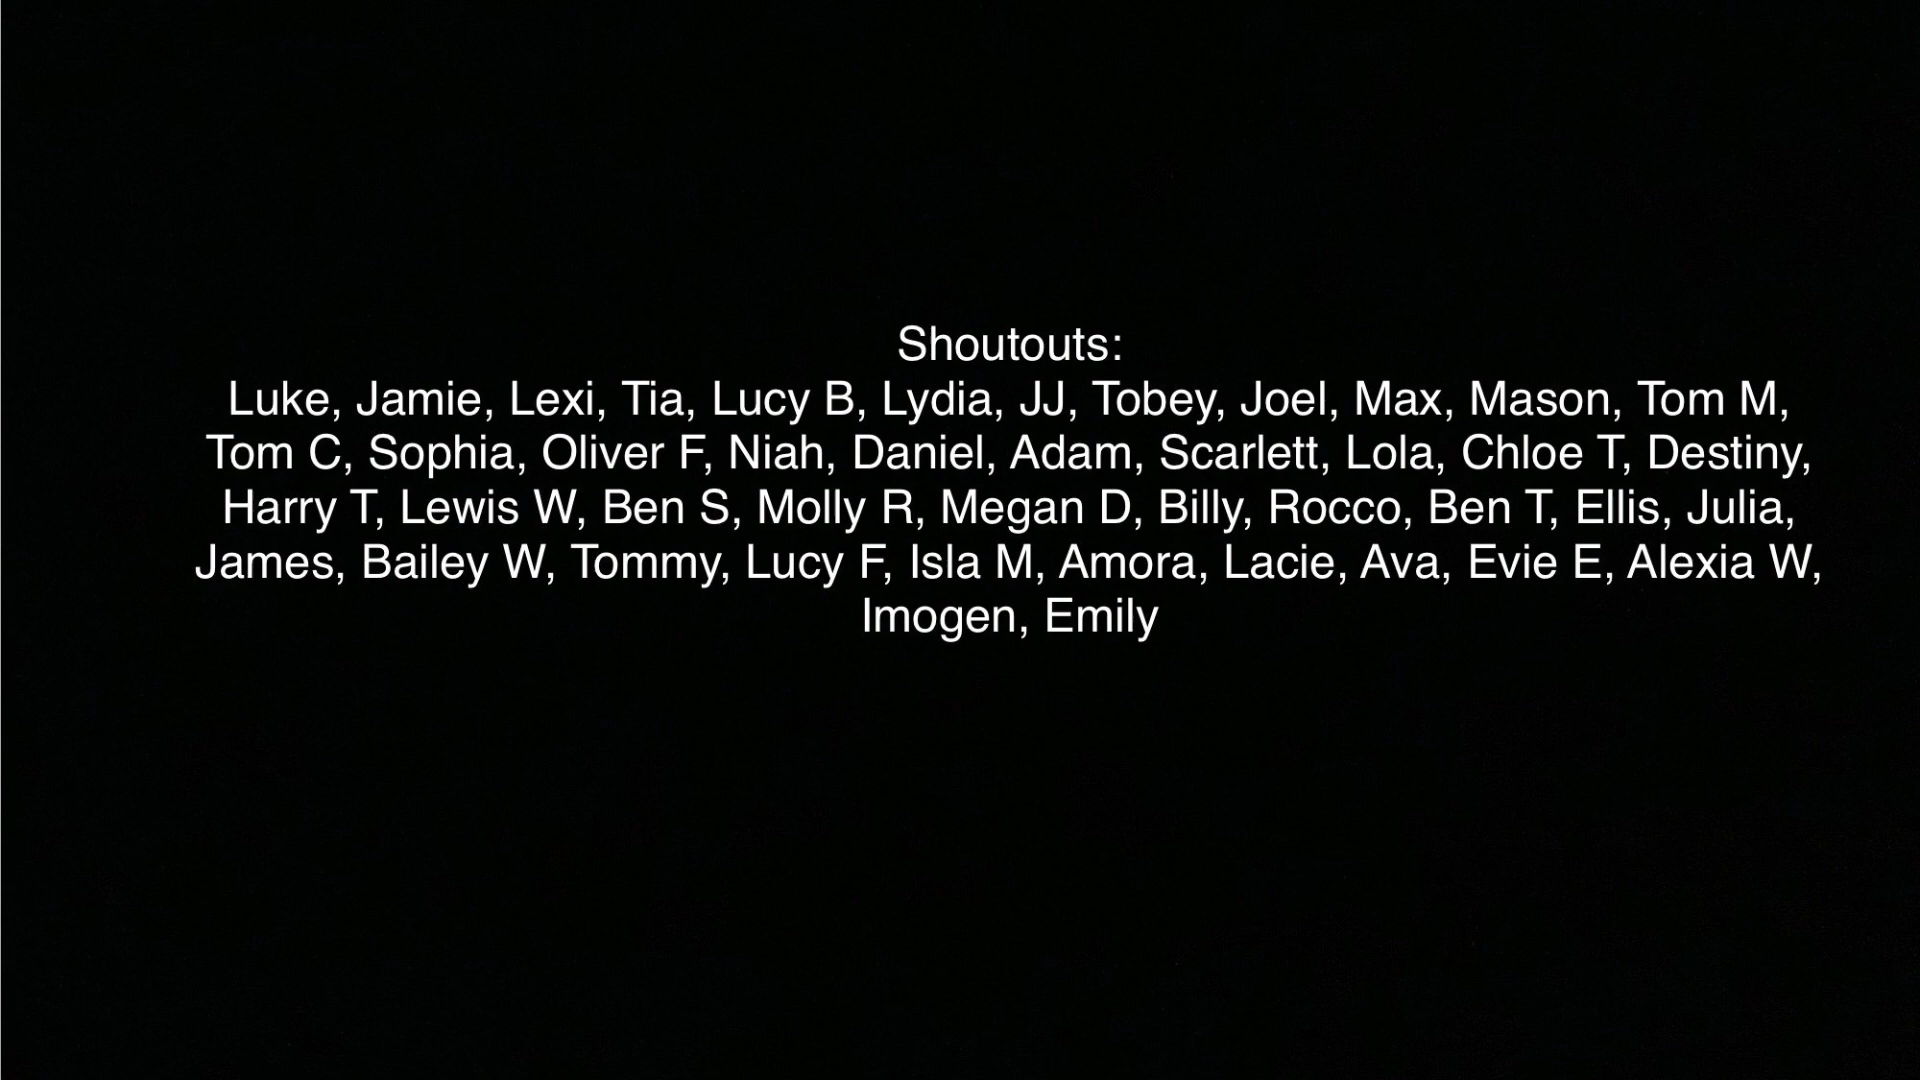 Shoutouts:
Luke, Jamie, Lexi, Tia, Lucy B, Lydia, JJ, Tobey, Joel, Max, Mason, Tom M,
Tom C, Sophia, Oliver F, Niah, Daniel, Adam, Scarlett, Lola, Chloe T, Destiny,
Harry T, Lewis W, Ben S, Molly R, Megan D, Billy, Rocco, Ben T, Ellis, Julia,
James, Bailey W, Tommy, Lucy F, Isla M, Amora, Lacie, Ava, Evie E, Alexia W,
Imogen, Emily